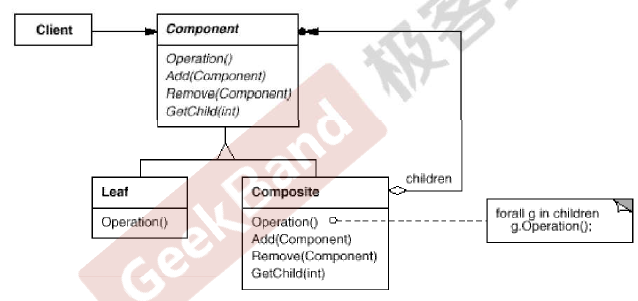 Client
Component
Operation()
Add(Component)
Remove(Component)
GetChild(int)
children
Leaf
Operation()
Composite
Operation()
Add(Component)
Remove(Component)
GetChild(int)
forall g in children
g.Operation();
GeekBand
极客